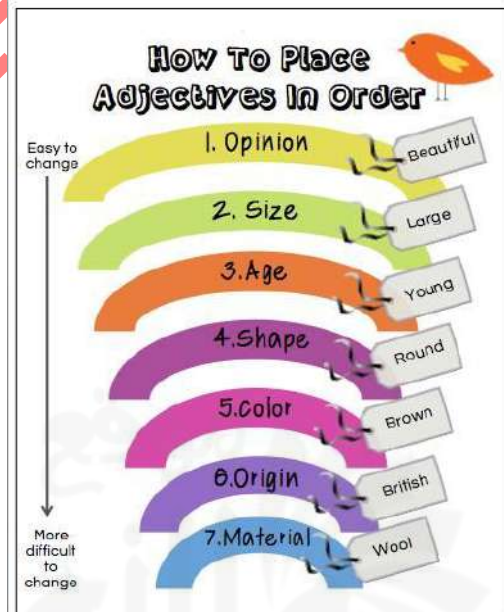 How To Place
Adjectives In Order
Easy to
change
1. Opinion
Beautiful
2. Size
Large
3. Age
Young
4. Shape
Round
5. Color
Brown
6. Origin
British
7. Material
Wool
More
difficult
to
change